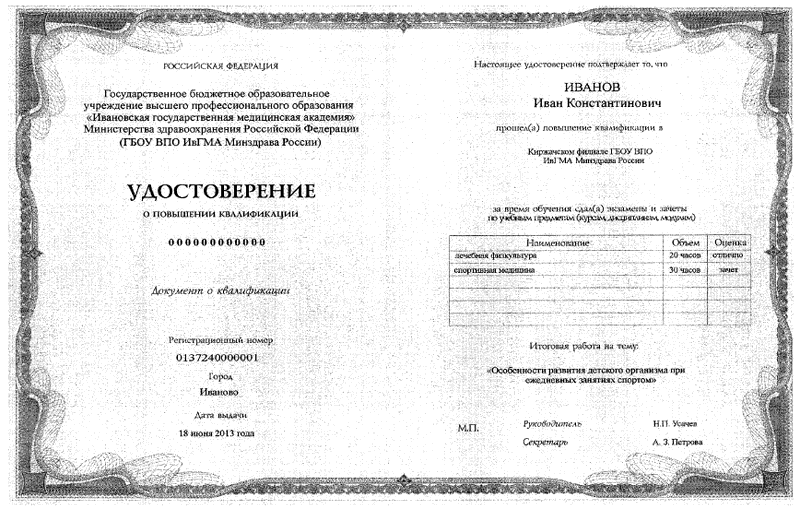 РОССИЙСКАЯ ФЕДЕРАЦИЯ
Государственное бюджетное образовательное
учреждение высшего профессионального образования
«Ивановская государственная медицинская академия»
Министерства здравоохранения Российской Федерации
(ГБОУ ВПО ИвГМА Минздрава России)
УДОСТОВЕРЕНИЕ
О ПОВЫШЕНИИ КВАЛИФИКАЦИИ
000000000000
Документ о квалификации
Регистрационный номер
0137240000001
Город
Иваново
Дата выдачи
18 июня 2013 года
Настоящее удостоверение подтверждает то, что
ИВАНОВ
Иван Константинович
прошел(а) повышение квалификации в
Киржачском филиале ГБОУ ВПО
ИвГМА Минздрава России
за время обучения сдал(а) экзамены и зачеты
по учебным предметам (курсам, дисциплинам, модулям)
Наименование Объем Оценка
лечебная физкультура 20 часов отлично
спортивная медицина 30 часов зачет
Итоговая работа на тему:
«Особенности развития детского организма при
ежедневных занятиях спортом»
М.П.
Руководитель Н.П. Усачев
Секретарь А. З. Петрова